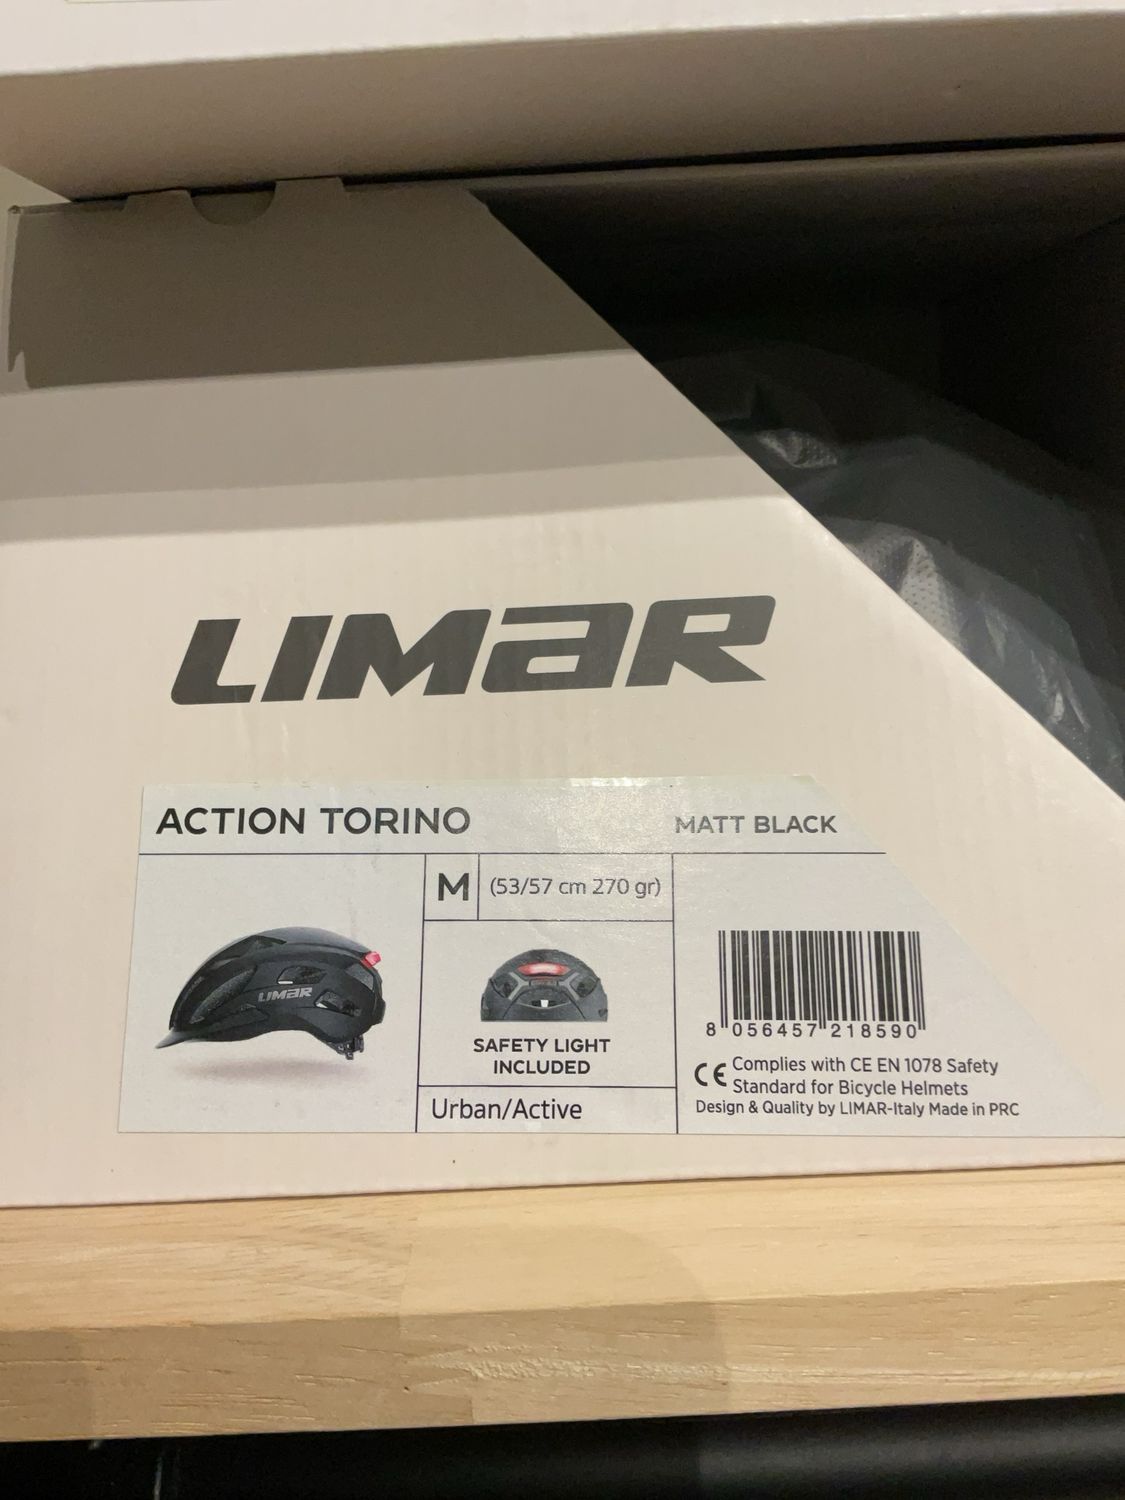 LIMAR
ACTION TORINO
MATT BLACK
M
(53/57 cm 270 gr)
LIMAR
SAFETY LIGHT
INCLUDED
Urban/Active
8 056457 218590
CE Complies with CE EN 1078 Safety
Standard for Bicycle Helmets
Design & Quality by LIMAR-Italy Made in PRC